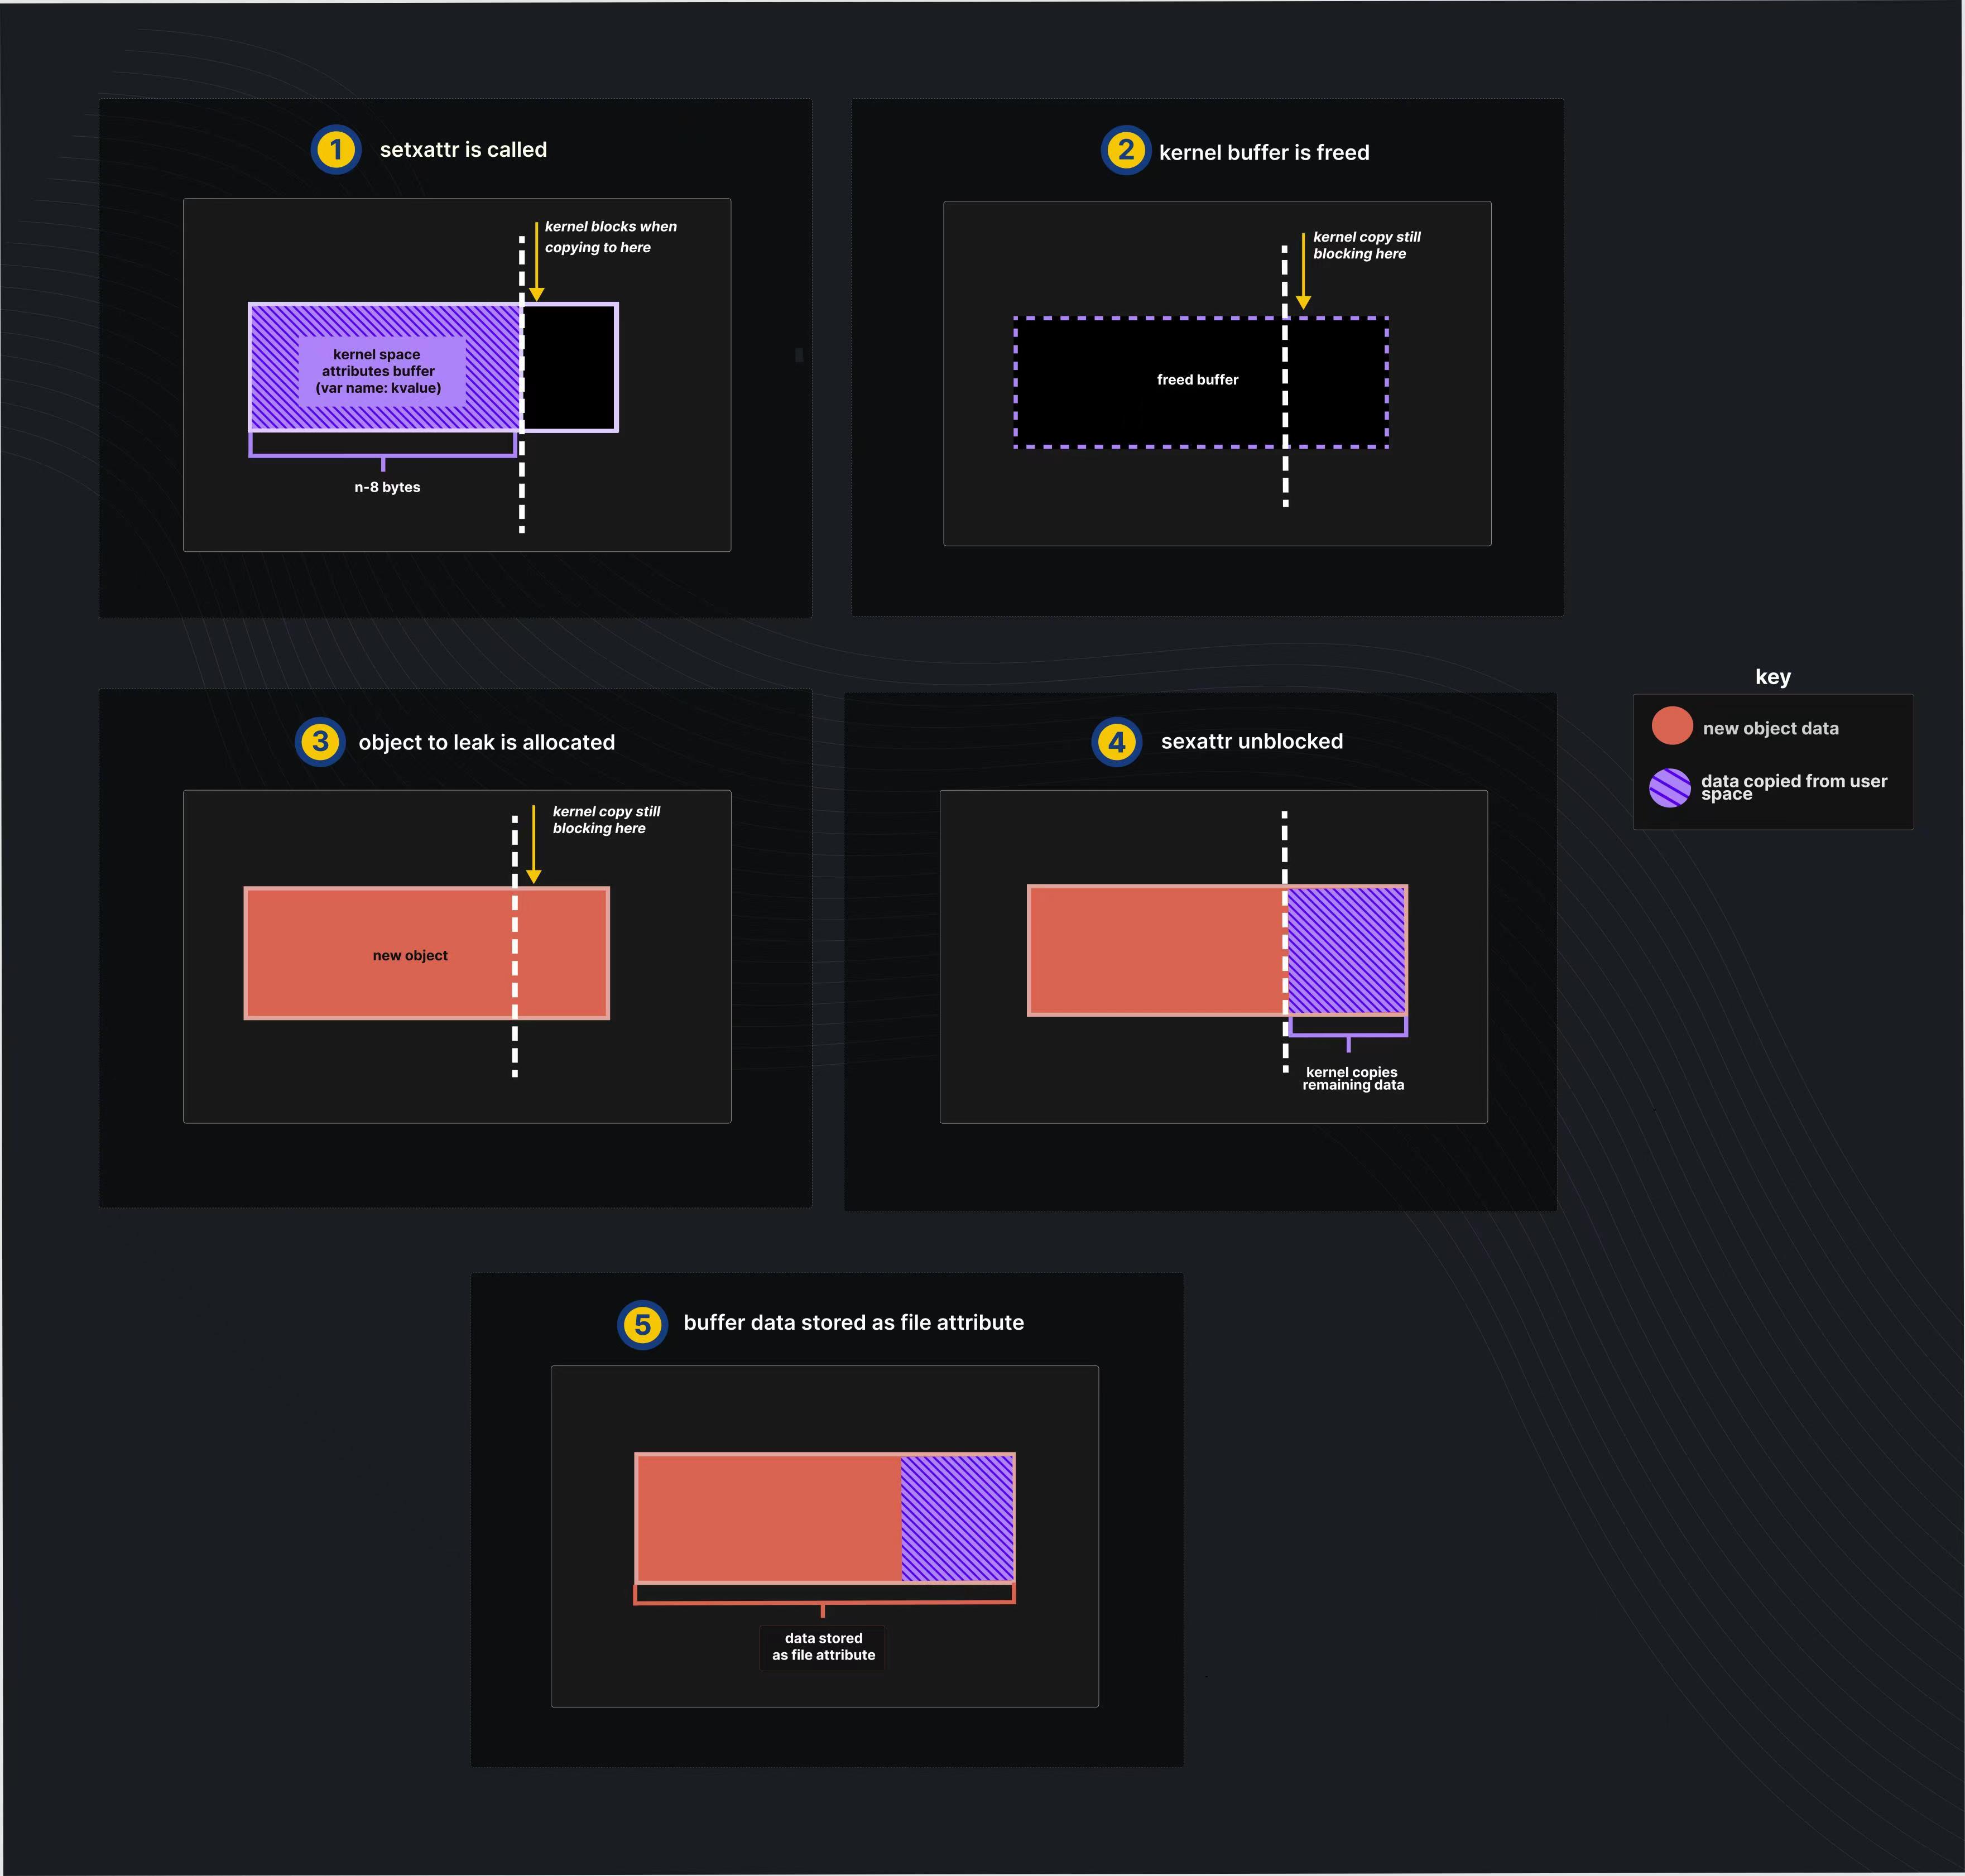 1 setxattr is called
kernel blocks when
copying to here
kernel space
attributes buffer
(var name: kvalue)
n-8 bytes
2 kernel buffer is freed
kernel copy still
blocking here
freed buffer
3 object to leak is allocated
kernel copy still
blocking here
new object
4 sexattr unblocked
kernel copies
remaining data
key
new object data
data copied from user
space
5 buffer data stored as file attribute
data stored
as file attribute